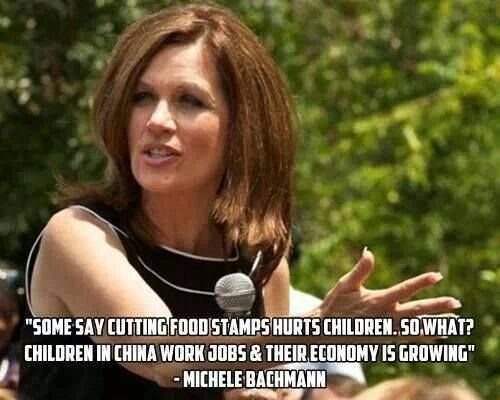 "SOME SAY CUTTING FOOD STAMPS HURTS CHILDREN. SO WHAT?
CHILDREN IN CHINA WORK JOBS & THEIR ECONOMY IS GROWING"
- MICHELE BACHMANN